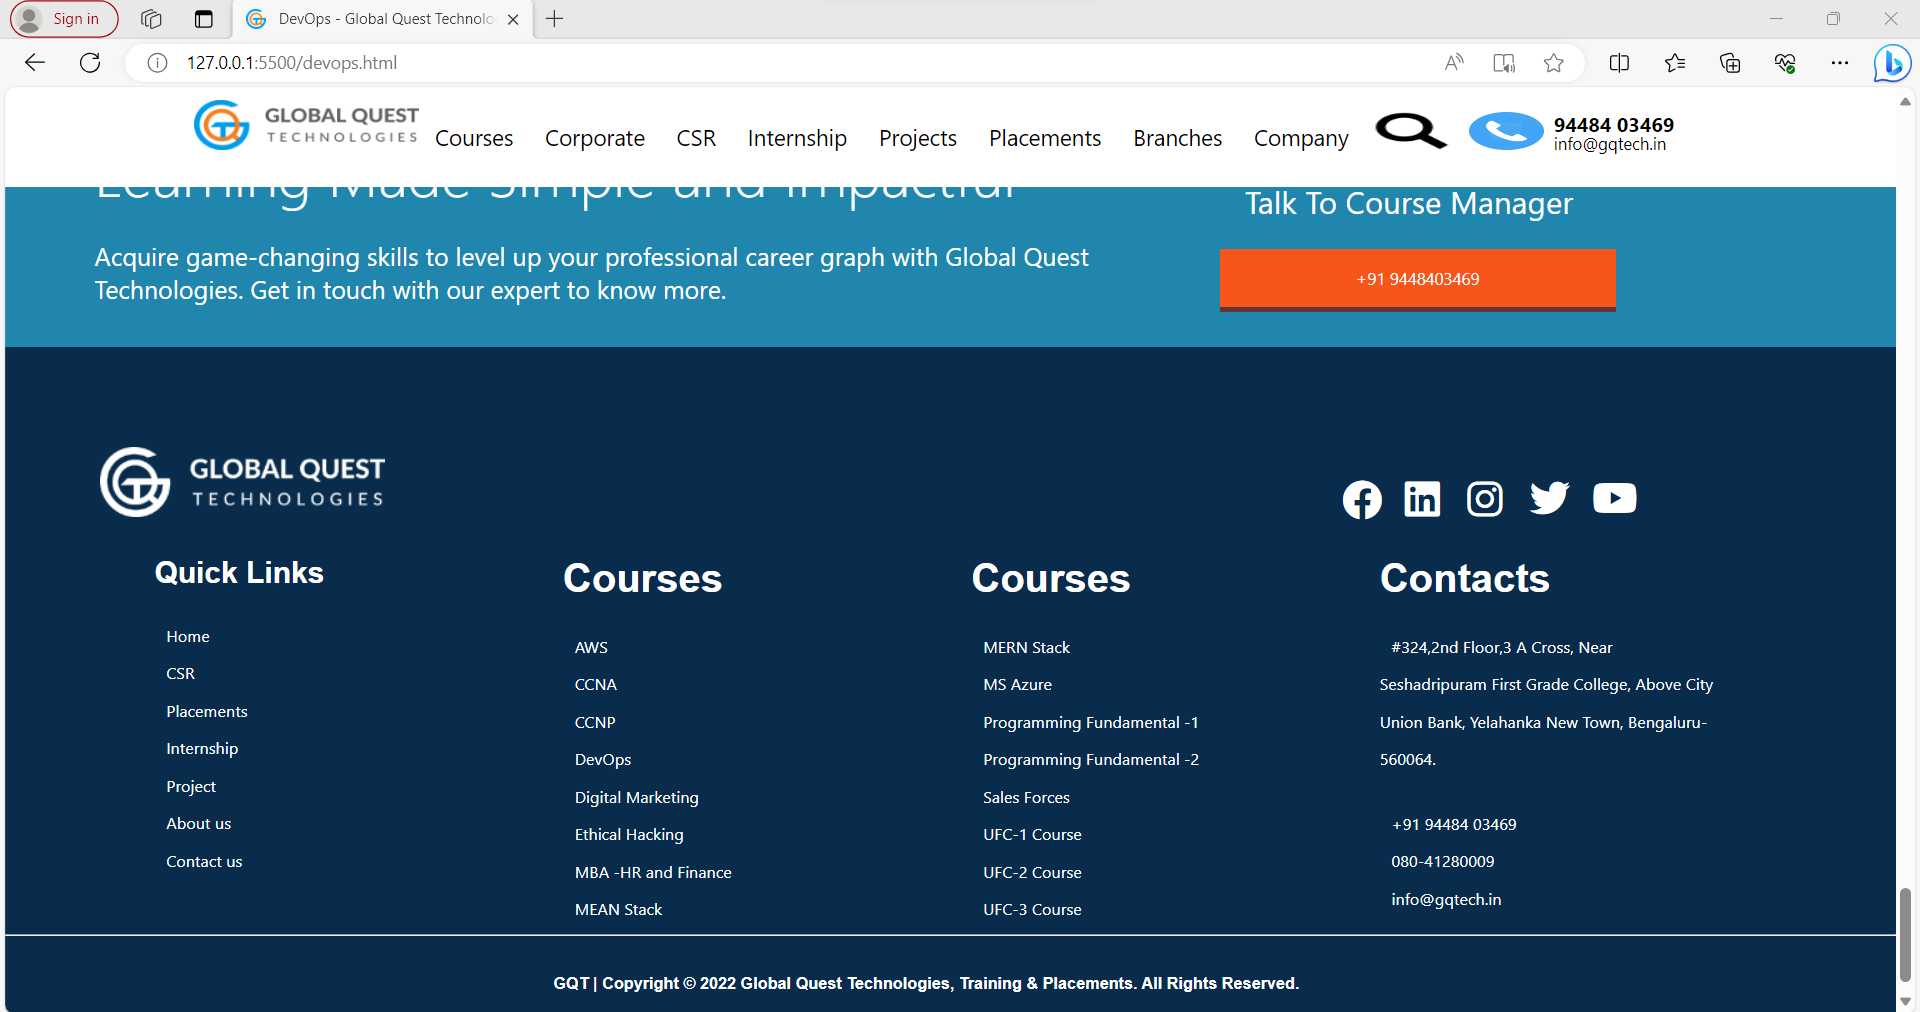 Sign in
DevOps - Global Quest Technolo
127.0.0.1:5500/devops.html
GLOBAL QUEST
TECHNOLOGIES
Courses Corporate CSR Internship Projects Placements Branches Company
94484 03469
info@gqtech.in
Learning Made Simple and Impactful
Talk To Course Manager
Acquire game-changing skills to level up your professional career graph with Global Quest
Technologies. Get in touch with our expert to know more.
+91 9448403469
GLOBAL QUEST
TECHNOLOGIES
Quick Links
Home
CSR
Placements
Internship
Project
About us
Contact us
Courses
AWS
CCNA
CCNP
DevOps
Digital Marketing
Ethical Hacking
MBA -HR and Finance
MEAN Stack
Courses
MERN Stack
MS Azure
Programming Fundamental -1
Programming Fundamental -2
Sales Forces
UFC-1 Course
UFC-2 Course
UFC-3 Course
Contacts
#324,2nd Floor,3 A Cross, Near
Seshadripuram First Grade College, Above City
Union Bank, Yelahanka New Town, Bengaluru-
560064.
+91 94484 03469
080-41280009
info@gqtech.in
GQT | Copyright © 2022 Global Quest Technologies, Training & Placements. All Rights Reserved.